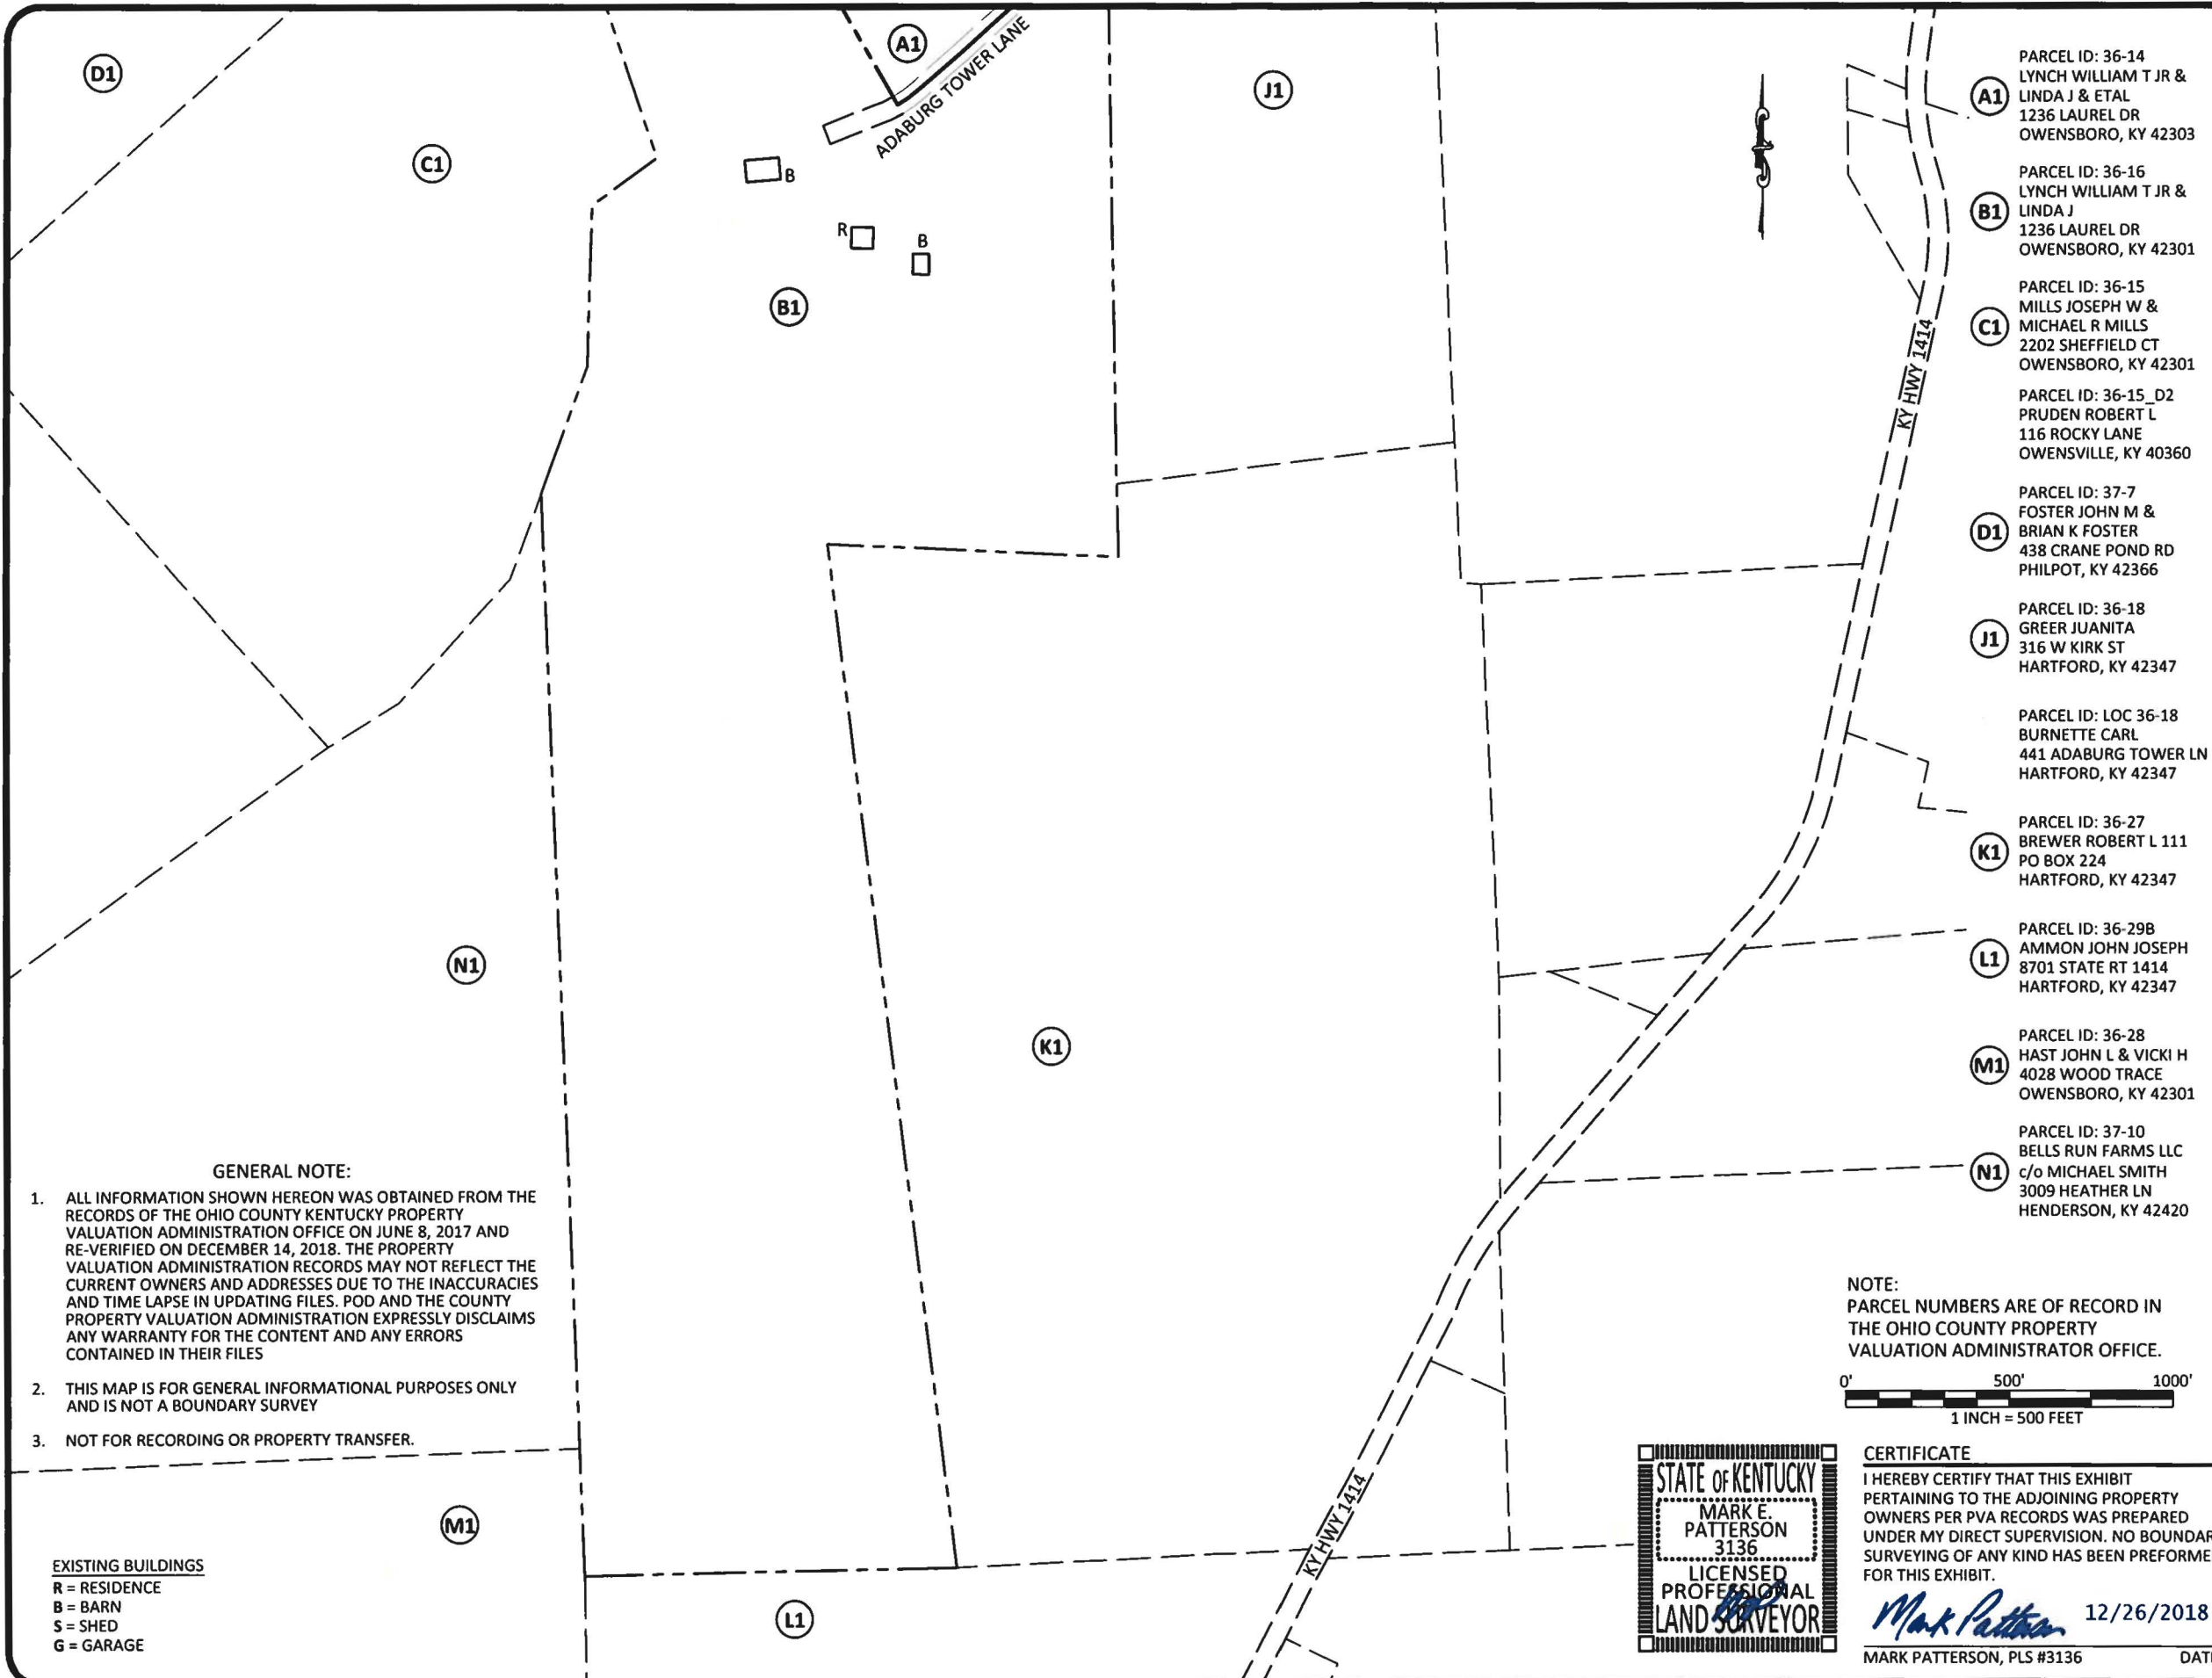 D1
C1
A1
ADABURG TOWER LANE
J1
B
R
B
B1
KY HWY 1414
N1
K1
M1
L1
KY HWY 1414
A1
PARCEL ID: 36-14
LYNCH WILLIAM T JR &
LINDA J & ETAL
1236 LAUREL DR
OWENSBORO, KY 42303
B1
PARCEL ID: 36-16
LYNCH WILLIAM T JR &
LINDA J
1236 LAUREL DR
OWENSBORO, KY 42301
C1
PARCEL ID: 36-15
MILLS JOSEPH W &
MICHAEL R MILLS
2202 SHEFFIELD CT
OWENSBORO, KY 42301
PARCEL ID: 36-15_D2
PRUDEN ROBERT L
116 ROCKY LANE
OWENSVILLE, KY 40360
D1
PARCEL ID: 37-7
FOSTER JOHN M &
BRIAN K FOSTER
438 CRANE POND RD
PHILPOT, KY 42366
J1
PARCEL ID: 36-18
GREER JUANITA
316 W KIRK ST
HARTFORD, KY 42347
PARCEL ID: LOC 36-18
BURNETTE CARL
441 ADABURG TOWER LN
HARTFORD, KY 42347
K1
PARCEL ID: 36-27
BREWER ROBERT L 111
PO BOX 224
HARTFORD, KY 42347
L1
PARCEL ID: 36-29B
AMMON JOHN JOSEPH
8701 STATE RT 1414
HARTFORD, KY 42347
M1
PARCEL ID: 36-28
HAST JOHN L & VICKI H
4028 WOOD TRACE
OWENSBORO, KY 42301
N1
PARCEL ID: 37-10
BELLS RUN FARMS LLC
c/o MICHAEL SMITH
3009 HEATHER LN
HENDERSON, KY 42420
GENERAL NOTE:
1. ALL INFORMATION SHOWN HEREON WAS OBTAINED FROM THE
RECORDS OF THE OHIO COUNTY KENTUCKY PROPERTY
VALUATION ADMINISTRATION OFFICE ON JUNE 8, 2017 AND
RE-VERIFIED ON DECEMBER 14, 2018. THE PROPERTY
VALUATION ADMINISTRATION RECORDS MAY NOT REFLECT THE
CURRENT OWNERS AND ADDRESSES DUE TO THE INACCURACIES
AND TIME LAPSE IN UPDATING FILES. POD AND THE COUNTY
PROPERTY VALUATION ADMINISTRATION EXPRESSLY DISCLAIMS
ANY WARRANTY FOR THE CONTENT AND ANY ERRORS
CONTAINED IN THEIR FILES
2. THIS MAP IS FOR GENERAL INFORMATIONAL PURPOSES ONLY
AND IS NOT A BOUNDARY SURVEY
3. NOT FOR RECORDING OR PROPERTY TRANSFER.
EXISTING BUILDINGS
R = RESIDENCE
B = BARN
S = SHED
G = GARAGE
NOTE:
PARCEL NUMBERS ARE OF RECORD IN
THE OHIO COUNTY PROPERTY
VALUATION ADMINISTRATOR OFFICE.
0' 500' 1000'
1 INCH = 500 FEET
STATE OF KENTUCKY
MARK E.
PATTERSON
3136
LICENSED
PROFESSIONAL
LAND SURVEYOR
CERTIFICATE
I HEREBY CERTIFY THAT THIS EXHIBIT
PERTAINING TO THE ADJOINING PROPERTY
OWNERS PER PVA RECORDS WAS PREPARED
UNDER MY DIRECT SUPERVISION. NO BOUNDAR
SURVEYING OF ANY KIND HAS BEEN PREFORME
FOR THIS EXHIBIT.
Mark Patterson 12/26/2018
MARK PATTERSON, PLS #3136 DAT